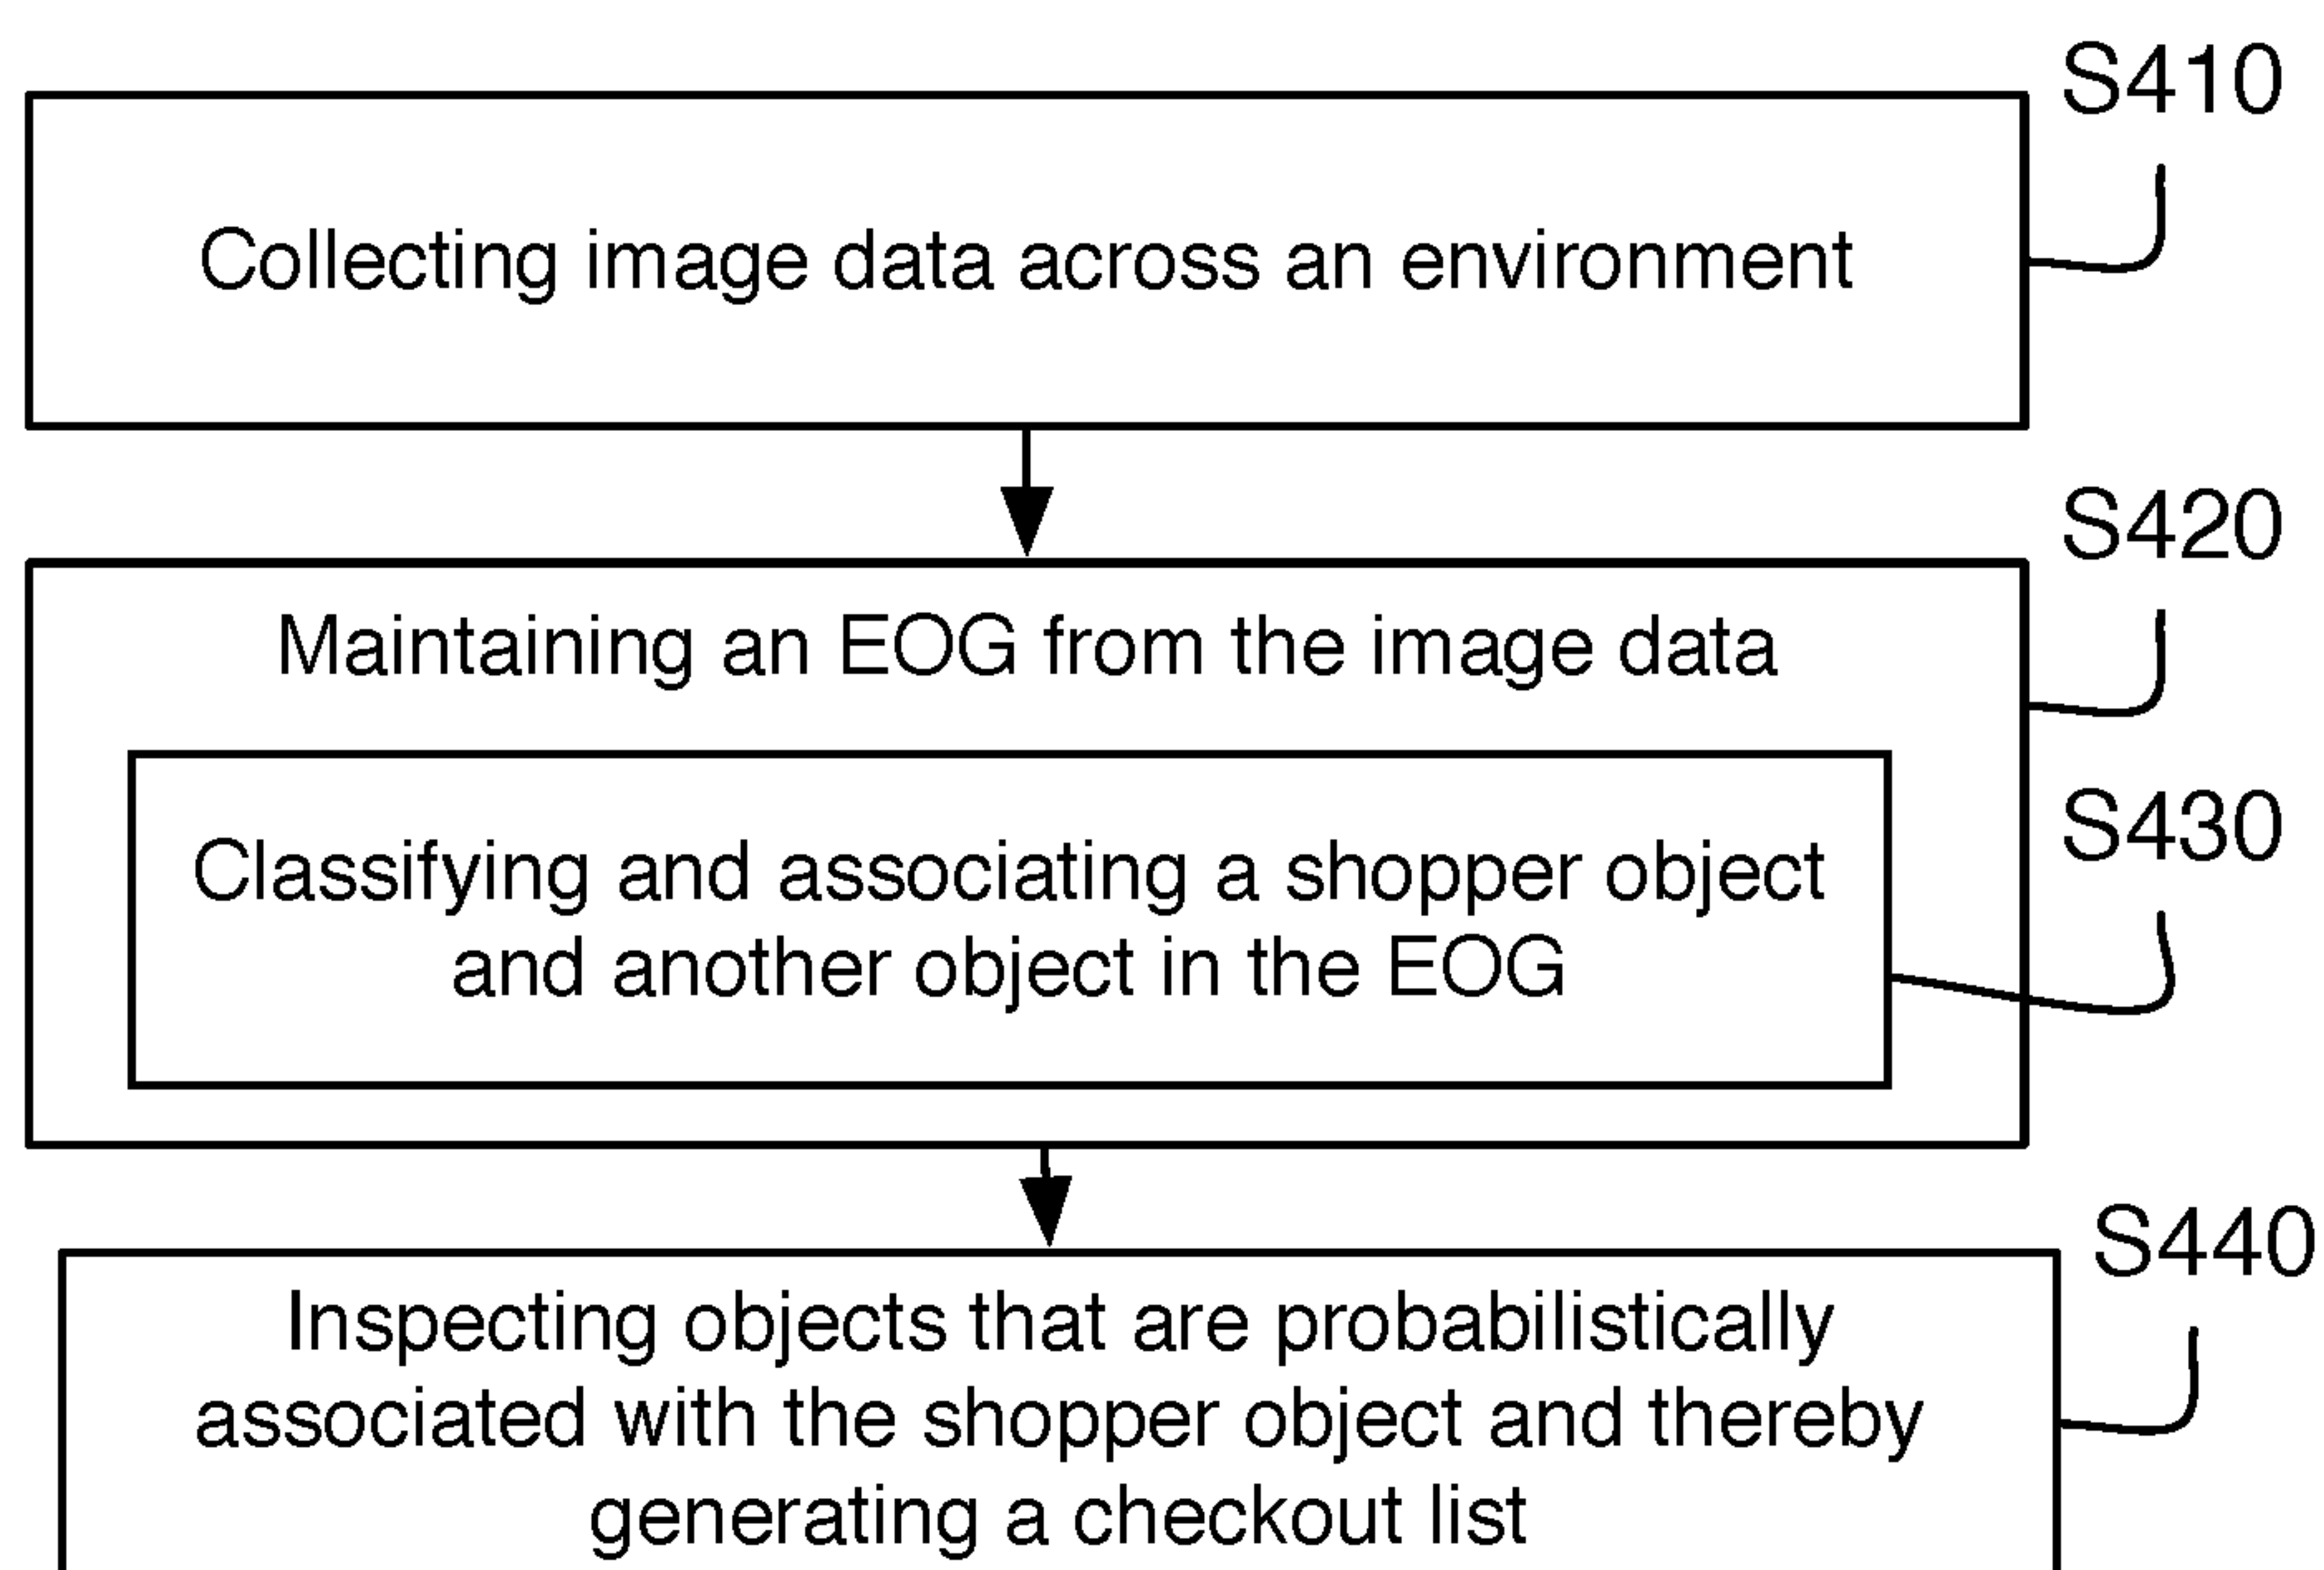 S410
Collecting image data across an environment
S420
Maintaining an EOG from the image data
S430
Classifying and associating a shopper object
and another object in the EOG
S440
Inspecting objects that are probabilistically
associated with the shopper object and thereby
generating a checkout list